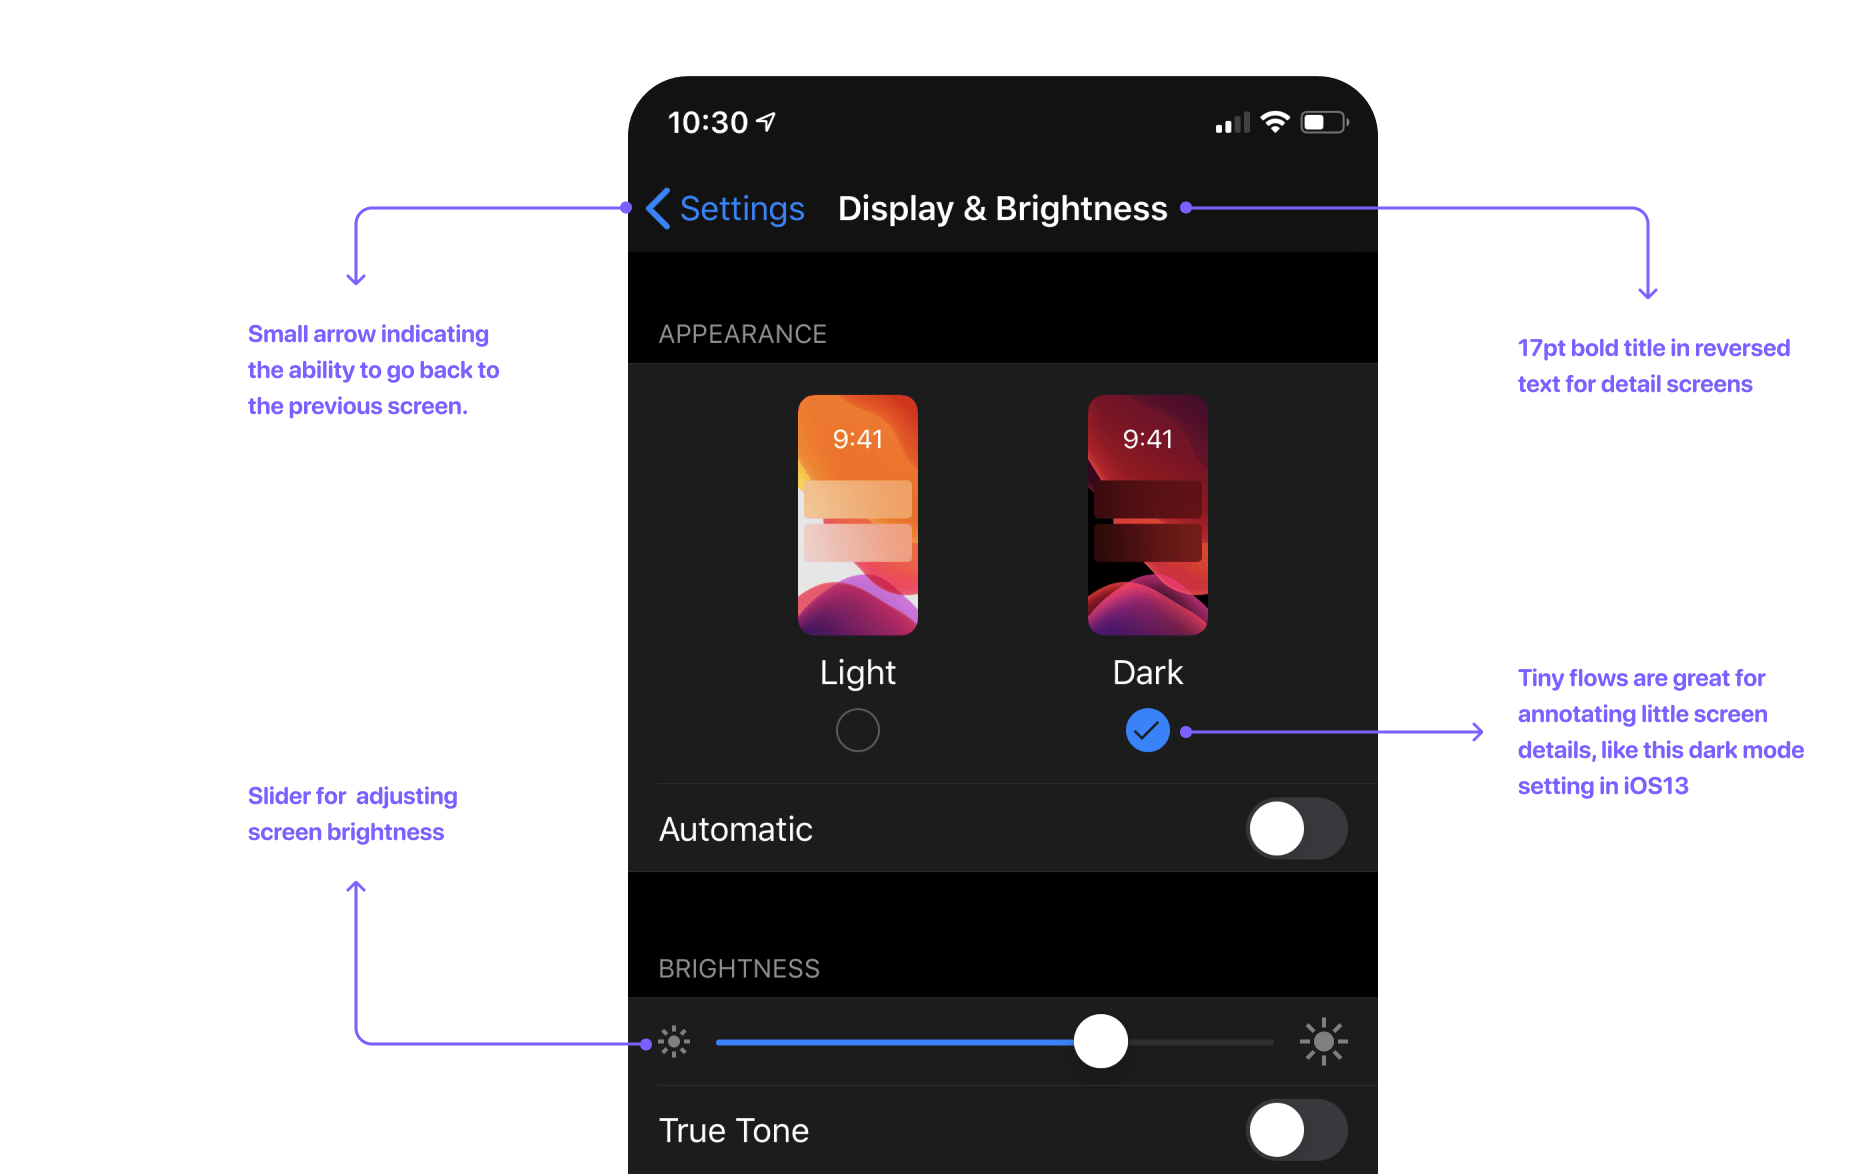 10:30
Settings
Display & Brightness
Small arrow indicating
the ability to go back to
the previous screen.
17pt bold title in reversed
text for detail screens
APPEARANCE
9:41
9:41
Light
Dark
Tiny flows are great for
annotating little screen
details, like this dark mode
setting in iOS13
Automatic
Slider for  adjusting
screen brightness
BRIGHTNESS
True Tone